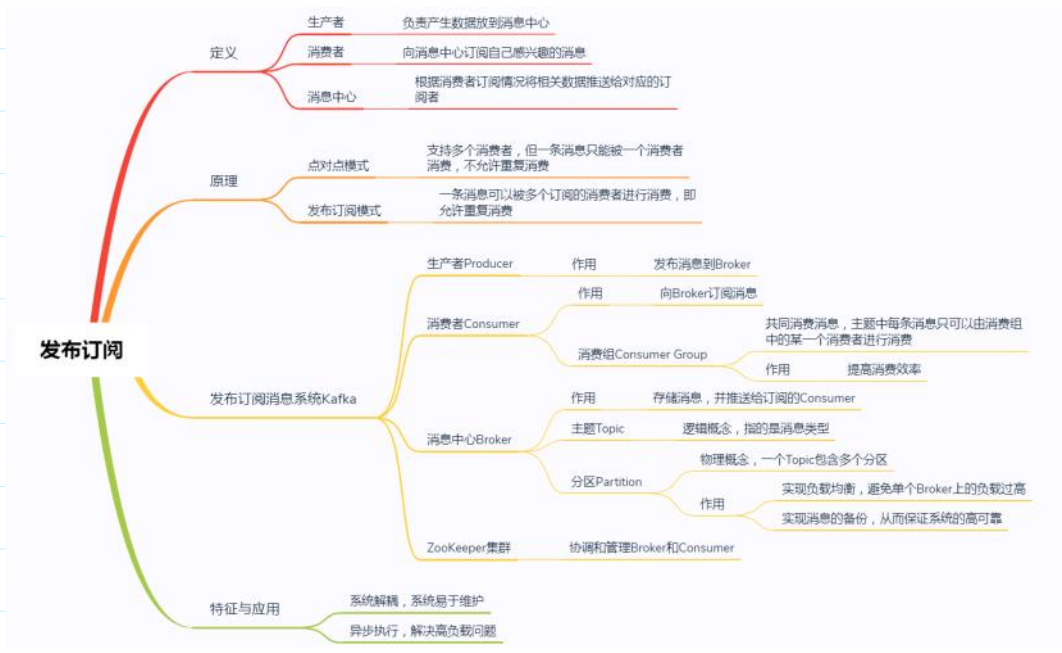 发布订阅
定义
生产者
负责产生数据放到消息中心
消费者
向消息中心订阅自己感兴趣的消息
消息中心
根据消费者订阅情况将相关数据推送给对应的订
阅者
原理
点对点模式
支持多个消费者，但一条消息只能被一个消费者
消费，不允许重复消费
发布订阅模式
一条消息可以被多个订阅的消费者进行消费，即
允许重复消费
发布订阅消息系统Kafka
生产者Producer
作用
发布消息到Broker
消费者Consumer
作用
向Broker订阅消息
消费组Consumer Group
共同消费消息，主题中每条消息只可以由消费组
中的某一个消费者进行消费
作用
提高消费效率
消息中心Broker
作用
存储消息，并推送给订阅的Consumer
主题Topic
逻辑概念，指的是消息类型
分区Partition
物理概念，一个Topic包含多个分区
作用
实现负载均衡，避免单个Broker上的负载过高
实现消息的备份，从而保证系统的高可靠
ZooKeeper集群
协调和管理Broker和Consumer
特征与应用
系统解耦，系统易于维护
异步执行，解决高负载问题